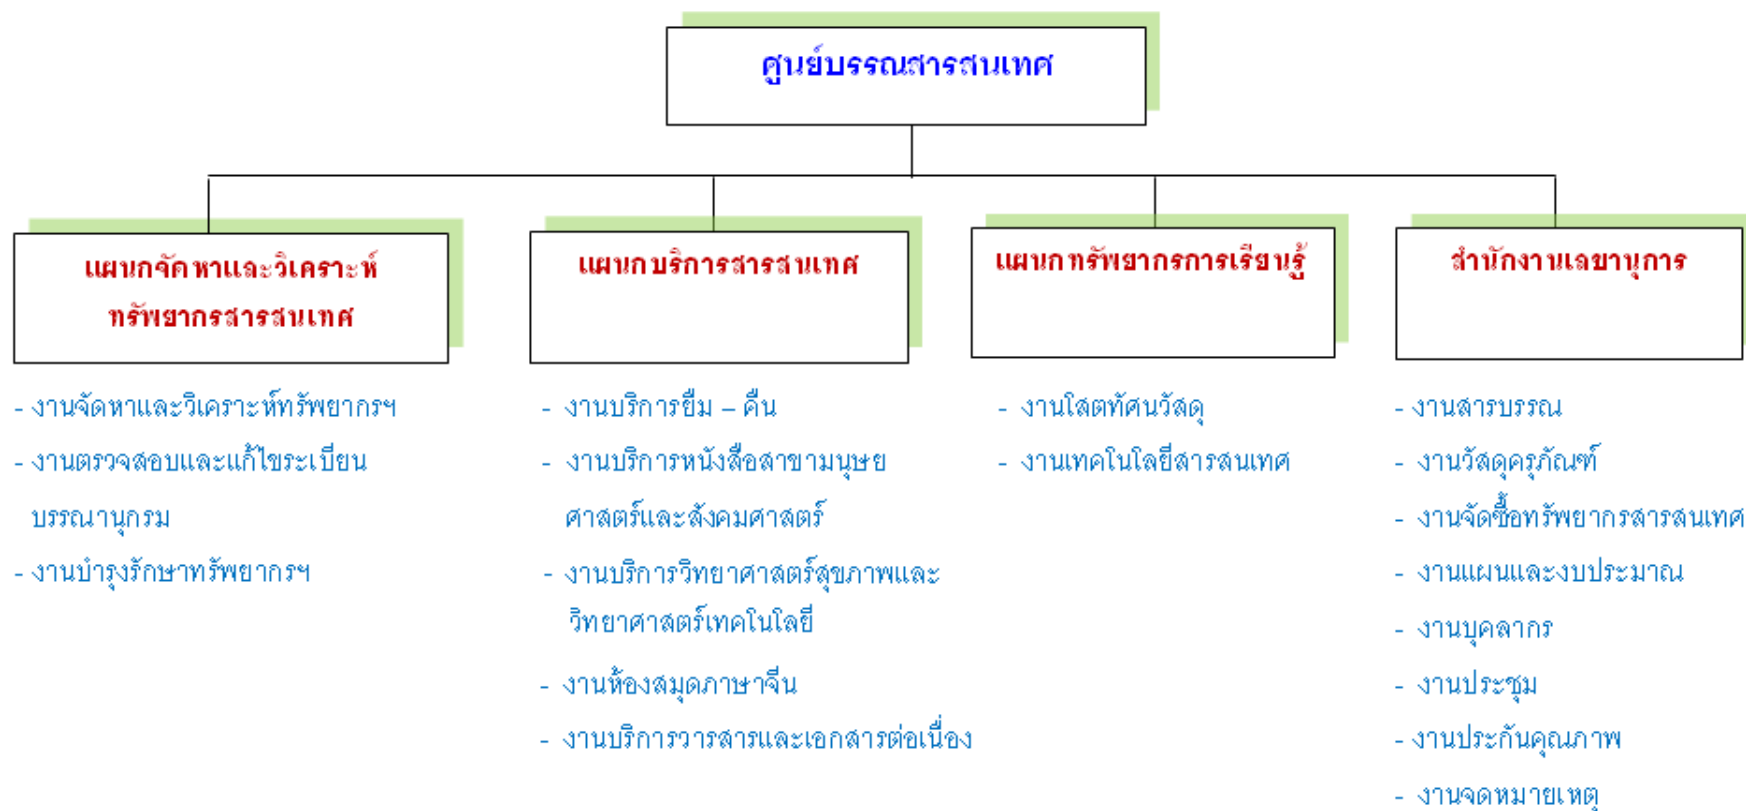 ศูนย์บรรณสารสนเทศ
แผนกจัดหาและวิเคราะห์
ทรัพยากรสารสนเทศ
- งานจัดหาและวิเคราะห์ทรัพยากรฯ
- งานตรวจสอบและแก้ไขระเบียน
บรรณานุกรม
- งานบำรุงรักษาทรัพยากรฯ
แผนกบริการสารสนเทศ
- งานบริการยืม – คืน
- งานบริการหนังสือสาขามนุษย
ศาสตร์และสังคมศาสตร์
- งานบริการวิทยาศาสตร์สุขภาพและ
วิทยาศาสตร์เทคโนโลยี
- งานห้องสมุดภาษาจีน
- งานบริการวารสารและเอกสารต่อเนื่อง
แผนกทรัพยากรการเรียนรู้
- งานโสตทัศนวัสดุ
- งานเทคโนโลยีสารสนเทศ
สำนักงานเลขานุการ
- งานสารบรรณ
- งานวัสดุครุภัณฑ์
- งานจัดซื้อทรัพยากรสารสนเทศ
- งานแผนและงบประมาณ
- งานบุคลากร
- งานประชุม
- งานประกันคุณภาพ
- งานจดหมายเหตุ